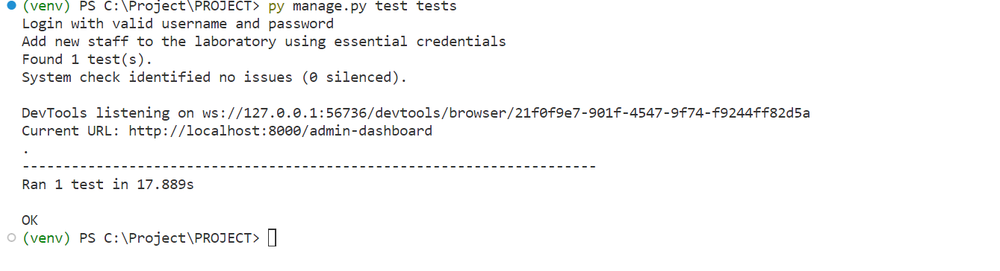 (venv) PS C:\Project\PROJECT> py manage.py test tests
Login with valid username and password
Add new staff to the laboratory using essential credentials
Found 1 test(s).
System check identified no issues (0 silenced).
DevTools listening on ws://127.0.0.1:56736/devtools/browser/21f0f9e7-901f-4547-9f74-f9244ff82d5a
Current URL: http://localhost:8000/admin-dashboard
.
----------------------------------------------------------------------
Ran 1 test in 17.889s
OK
(venv) PS C:\Project\PROJECT>